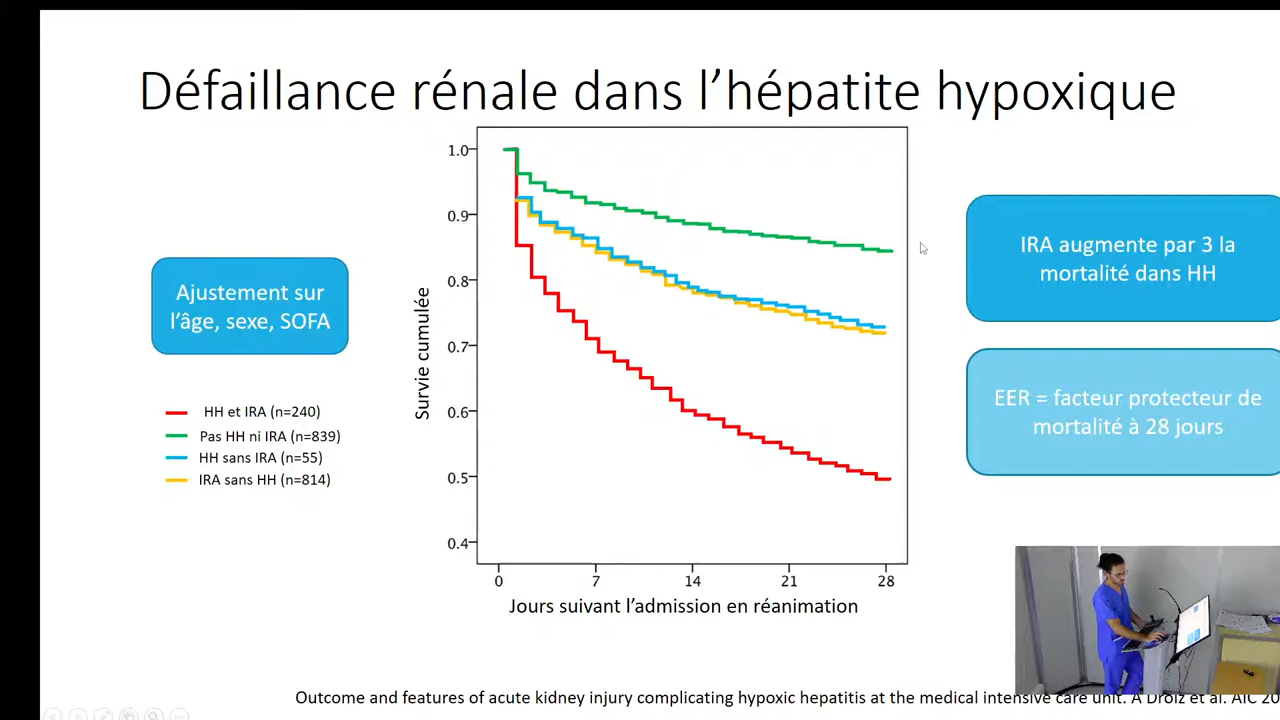 Défaillance rénale dans l’hépatite hypoxique
Ajustement sur
l’âge, sexe, SOFA
HH et IRA (n=240)
Pas HH ni IRA (n=839)
HH sans IRA (n=55)
IRA sans HH (n=814)
Survie cumulée
1.0
0.9
0.8
0.7
0.6
0.5
0.4
0
7
14
21
28
Jours suivant l’admission en réanimation
IRA augmente par 3 la
mortalité dans HH
EER = facteur protecteur de
mortalité à 28 jours
Outcome and features of acute kidney injury complicating hypoxic hepatitis at the medical intensive care unit. A Drolz et al. AIC 20